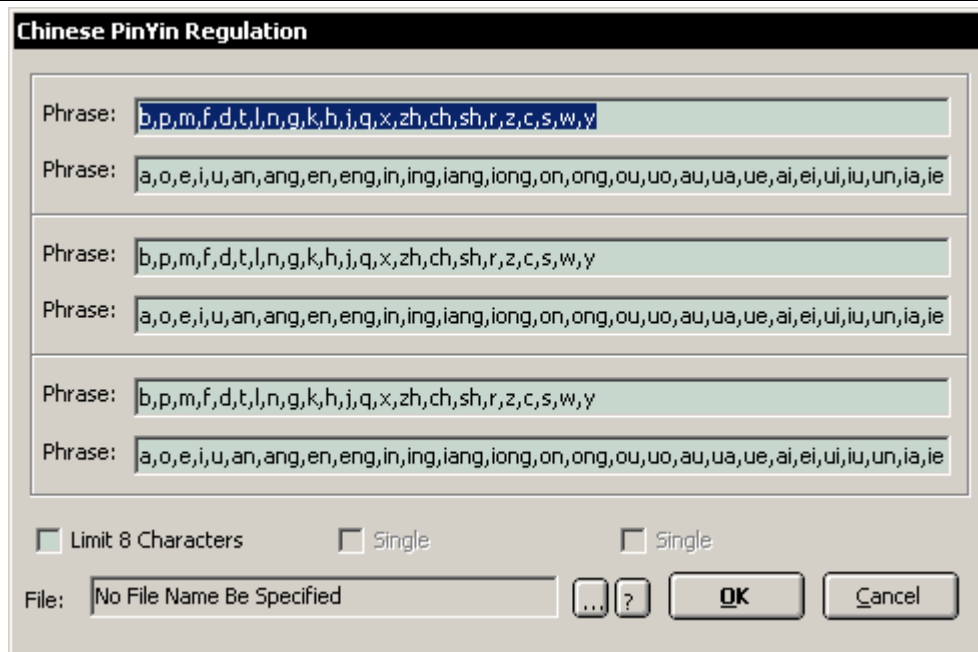 Chinese PinYin Regulation
Phrase: b,p,m,f,d,t,l,n,g,k,h,j,q,x,zh,ch,sh,r,z,c,s,w,y
Phrase: a,o,e,i,u,an,ang,en,eng,in,ing,iang,iong,on,ong,ou,uo,au,ua,ue,ai,ei,ui,iu,un,ia,ie
Phrase: b,p,m,f,d,t,l,n,g,k,h,j,q,x,zh,ch,sh,r,z,c,s,w,y
Phrase: a,o,e,i,u,an,ang,en,eng,in,ing,iang,iong,on,ong,ou,uo,au,ua,ue,ai,ei,ui,iu,un,ia,ie
Phrase: b,p,m,f,d,t,l,n,g,k,h,j,q,x,zh,ch,sh,r,z,c,s,w,y
Phrase: a,o,e,i,u,an,ang,en,eng,in,ing,iang,iong,on,ong,ou,uo,au,ua,ue,ai,ei,ui,iu,un,ia,ie
Limit 8 Characters Single Single
File: No File Name Be Specified ... ? OK Cancel